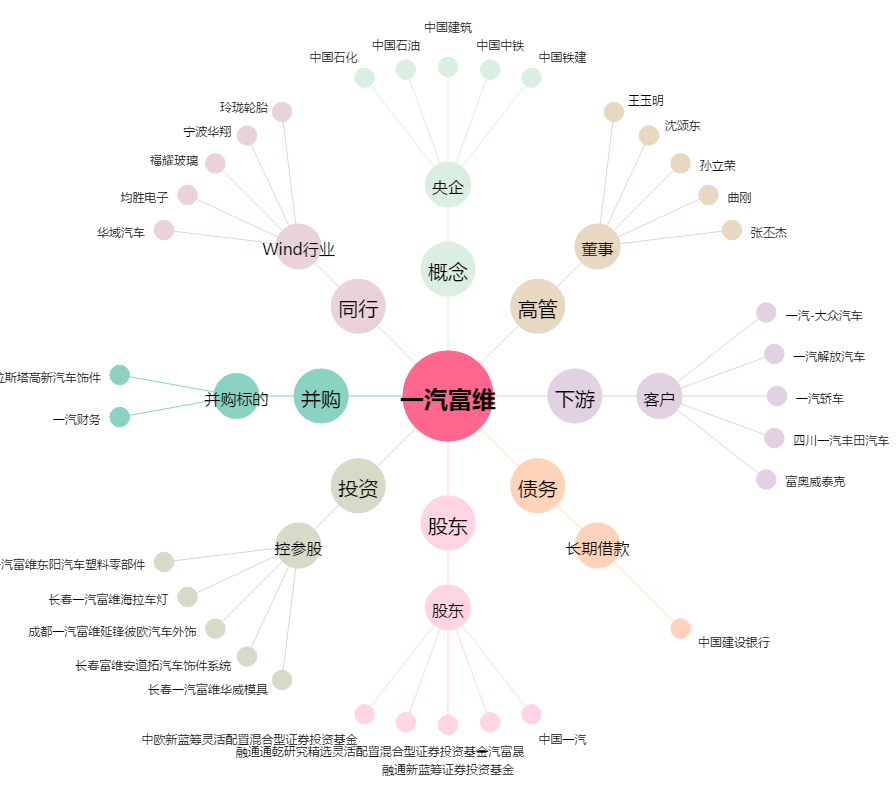 中国建筑
中国石油
中国中铁
中国石化
中国铁建
玲珑轮胎
王玉明
宁波华翔
沈颂东
福耀玻璃
孙立荣
均胜电子
曲刚
华域汽车
张丕杰
央企
Wind行业
董事
概念
同行
高管
一汽-大众汽车
一汽解放汽车
拉斯塔高新汽车饰件
并购标的
并购
一汽富维
下游
客户
一汽轿车
一汽财务
四川一汽丰田汽车
富奥威泰克
投资
债务
股东
控参股
长期借款
汽富维东阳汽车塑料零部件
长春一汽富维海拉车灯
股东
成都一汽富维延锋彼欧汽车外饰
中国建设银行
长春富维安道拓汽车饰件系统
长春一汽富维华威模具
中欧新蓝筹灵活配置混合型证券投资基金
中国一汽
融通通乾研究精选灵活配置混合型证券投资基金
汽富晟
融通新蓝筹证券投资基金